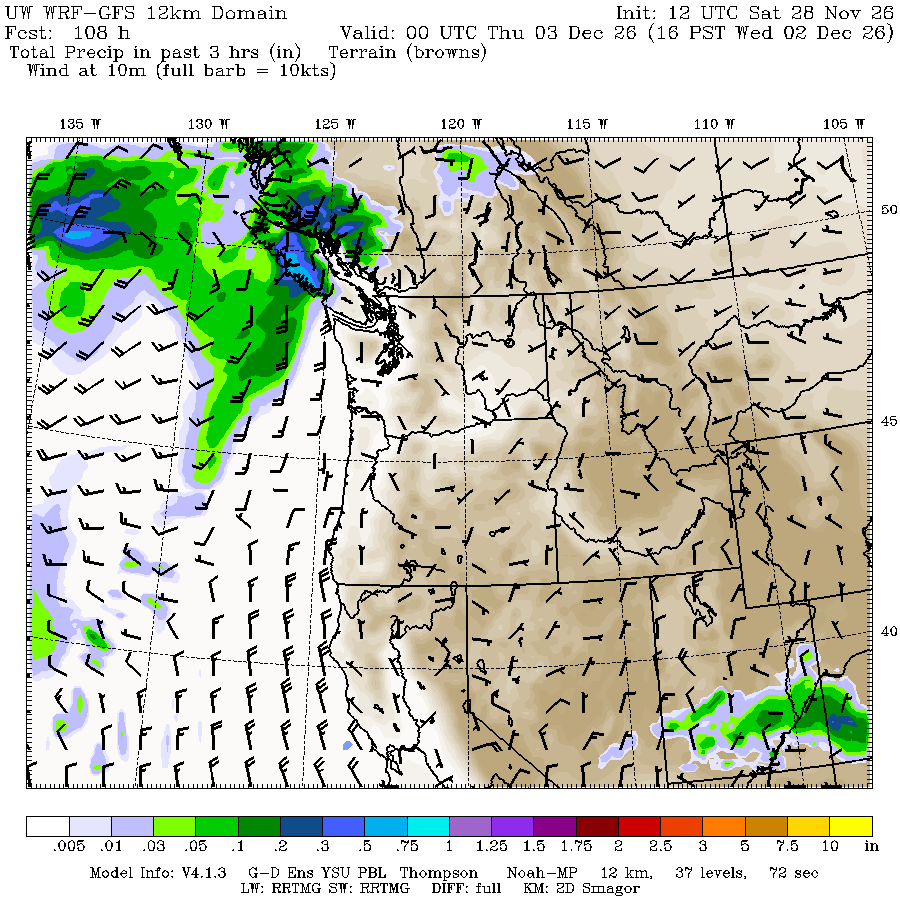 UW WRF-GFS 12km Domain Init: 12 UTC Sat 28 Nov 26
Fcst: 108 h Valid: 00 UTC Thu 03 Dec 26 (16 PST Wed 02 Dec 26)
Total Precip in past 3 hrs (in) Terrain (browns)
Wind at 10m (full barb = 10kts)
135 W 130 W 125 W 120 W 115 W 110 W 105 W
50
45
40
.005 .01 .03 .05 .1 .2 .3 .5 .75 1 1.25 1.5 1.75 2 2.5 3 5 7.5 10 in
Model Info: V4.1.3 G-D Ens YSU PBL Thompson Noah-MP 12 km, 37 levels, 72 sec
LW: RRTMG SW: RRTMG DIFF: full KM: 2D Smagor